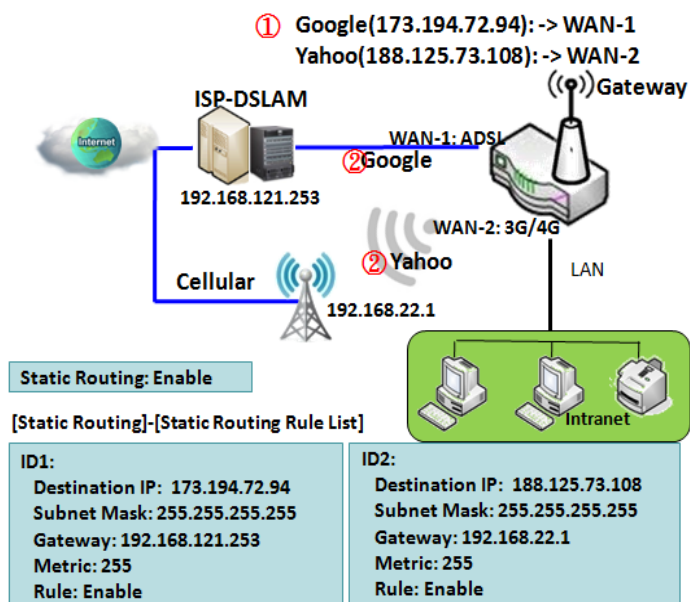 ① Google(173.194.72.94): -> WAN-1
Yahoo(188.125.73.108): -> WAN-2
Gateway
ISP-DSLAM
Internet
WAN-1: ADSL
② Google
192.168.121.253
WAN-2: 3G/4G
② Yahoo
LAN
Cellular
192.168.22.1
Static Routing: Enable
Intranet
[Static Routing]-[Static Routing Rule List]
ID1:
Destination IP: 173.194.72.94
Subnet Mask: 255.255.255.255
Gateway: 192.168.121.253
Metric: 255
Rule: Enable
ID2:
Destination IP: 188.125.73.108
Subnet Mask: 255.255.255.255
Gateway: 192.168.22.1
Metric: 255
Rule: Enable